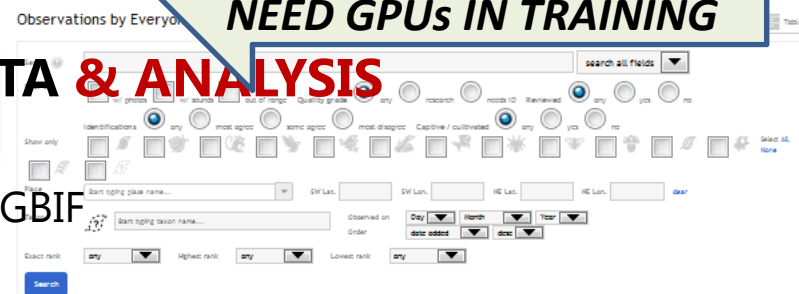 NEED GPUs IN TRAINING
Observations by Everyo
TA & ANALYSIS
search all fields
w/ photos w/ sounds out of range Quality grade any research needs ID Reviewed any yes no
Identifications any most agree some agree most disagree Captive / cultivated any yes no
Show only
Select All,
None
Place Start typing place name... SW Lat. SW Lon. NE Lat. NE Lon. clear
GBIF
Start typing taxon name... Observed on Day Month Year
Order date added desc
Exact rank any Highest rank any Lowest rank any
Search